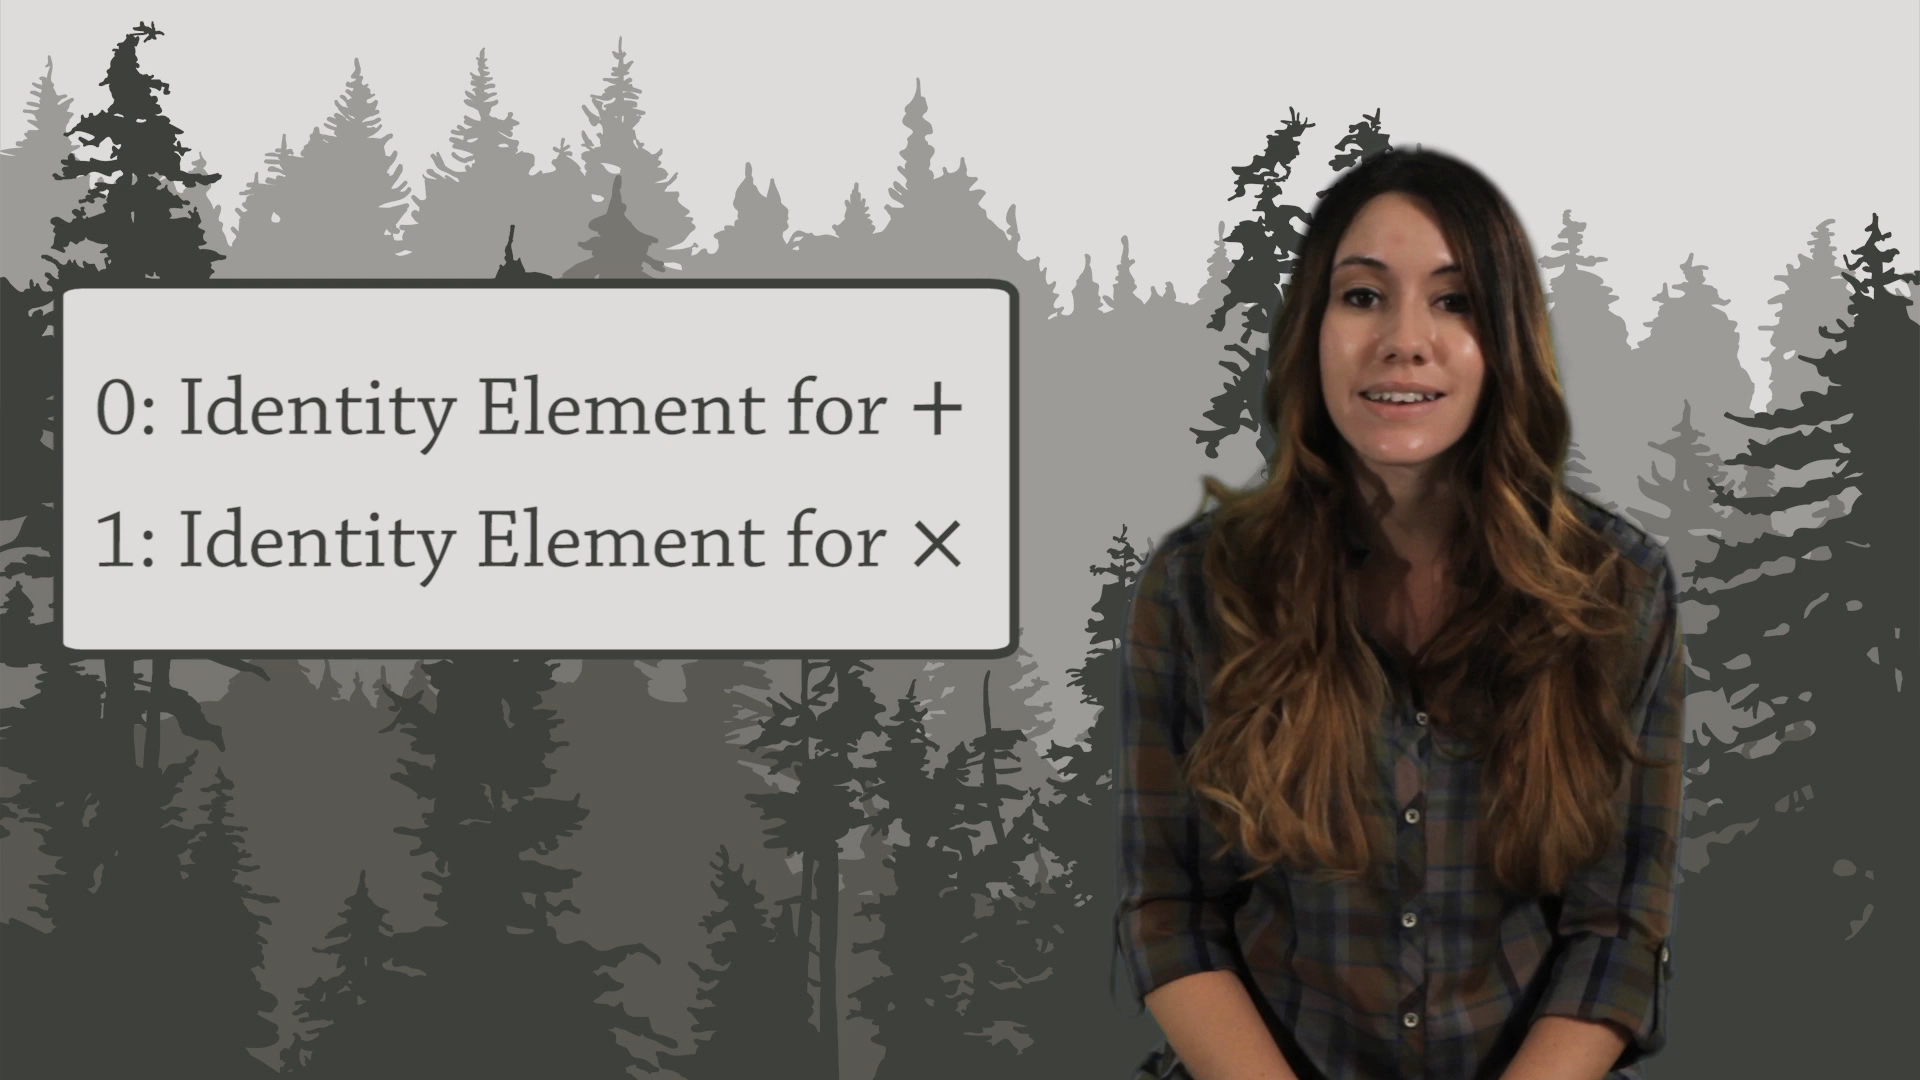 0: Identity Element for +
1: Identity Element for ×